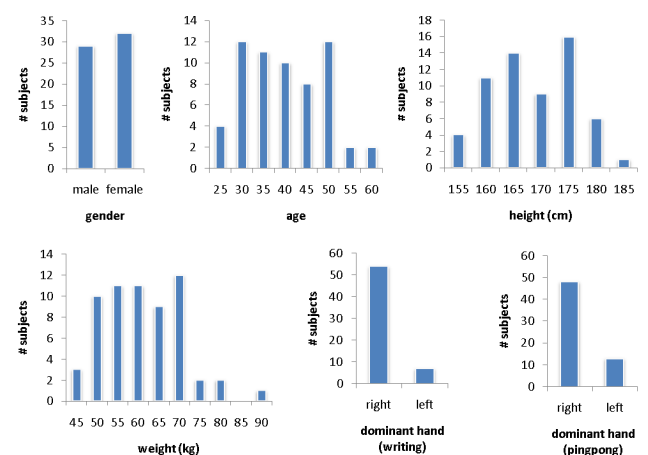 35
30
25
20
15
10
5
0
# subjects
male female
gender
14
12
10
8
6
4
2
0
# subjects
25 30 35 40 45 50 55 60
age
18
16
14
12
10
8
6
4
2
0
# subjects
155 160 165 170 175 180 185
height (cm)
14
12
10
8
6
4
2
0
# subjects
45 50 55 60 65 70 75 80 85 90
weight (kg)
60
50
40
30
20
10
0
# subjects
right left
dominant hand
(writing)
60
50
40
30
20
10
0
# subjects
right left
dominant hand
(pingpong)